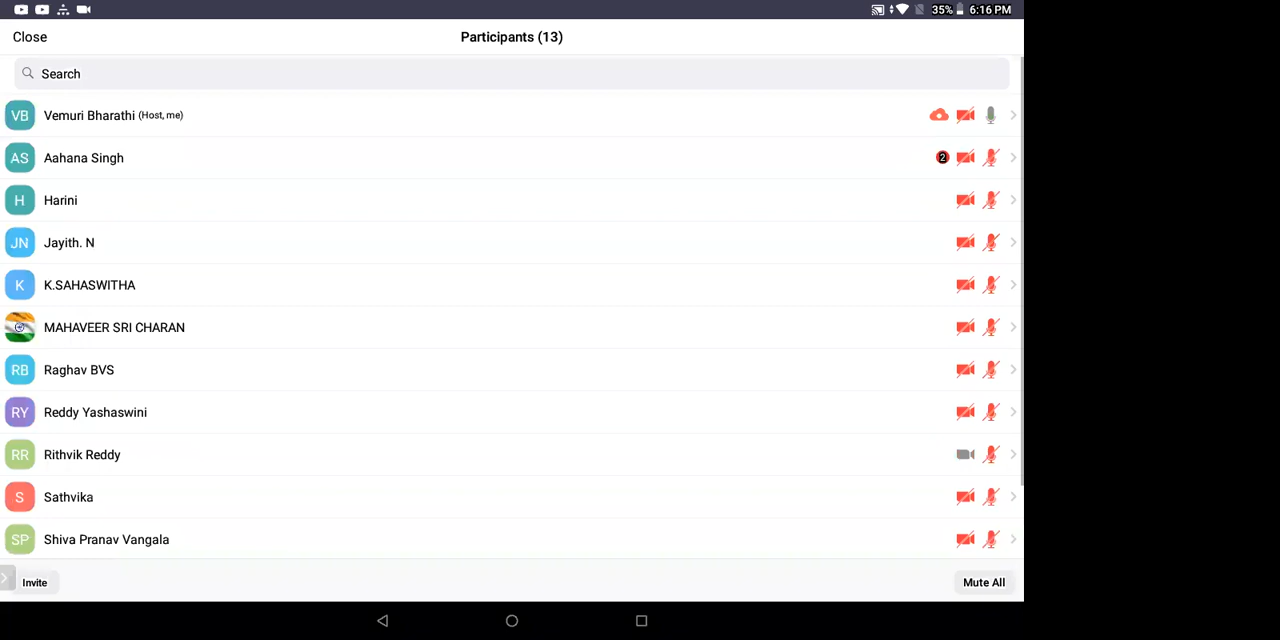 35% 6:16 PM
Close Participants (13)
Search
VB Vemuri Bharathi (Host, me)
AS Aahana Singh 2
H Harini
JN Jayith. N
K K.SAHASWITHA
MAHAVEER SRI CHARAN
RB Raghav BVS
RY Reddy Yashaswini
RR Rithvik Reddy
S Sathvika
SP Shiva Pranav Vangala
Invite Mute All